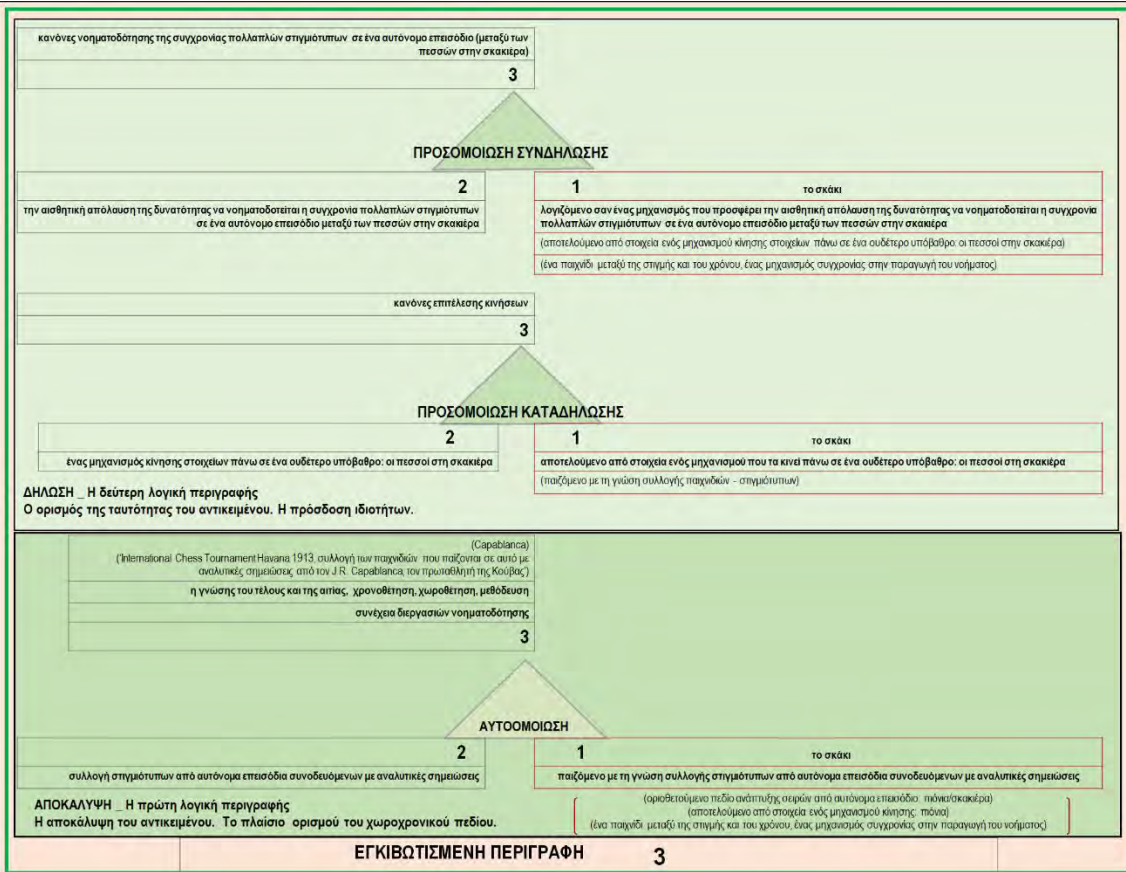 κανόνες νοηματοδότησης της συγχρονίας πολλαπλών στιγμιότυπων σε ένα αυτόνομο επεισόδιο (μεταξύ των
πεσσών στην σκακιέρα)
3
ΠΡΟΣΟΜΟΙΩΣΗ ΣΥΝΔΗΛΩΣΗΣ
2
την αισθητική απόλαυση της δυνατότητας να νοηματοδοτείται η συγχρονία πολλαπλών στιγμιότυπων
σε ένα αυτόνομο επεισόδιο μεταξύ των πεσσών στην σκακιέρα
1 το σκάκι
λογιζόμενο σαν ένας μηχανισμός που προσφέρει την αισθητική απόλαυση της δυνατότητας να νοηματοδοτείται η συγχρονία
πολλαπλών στιγμιότυπων σε ένα αυτόνομο επεισόδιο μεταξύ των πεσσών στην σκακιέρα
(αποτελούμενο από στοιχεία ενός μηχανισμού κίνησης στοιχείων πάνω σε ένα ουδέτερο υπόβαθρο: οι πεσσοί στην σκακιέρα)
(ένα παιχνίδι μεταξύ της στιγμής και του χρόνου, ένας μηχανισμός συγχρονίας στην παραγωγή του νοήματος)
κανόνες επιτέλεσης κινήσεων
3
ΠΡΟΣΟΜΟΙΩΣΗ ΚΑΤΑΔΗΛΩΣΗΣ
2
ένας μηχανισμός κίνησης στοιχείων πάνω σε ένα ουδέτερο υπόβαθρο: οι πεσσοί στη σκακιέρα
1 το σκάκι
αποτελούμενο από στοιχεία ενός μηχανισμού που τα κινεί πάνω σε ένα ουδέτερο υπόβαθρο: οι πεσσοί στη σκακιέρα
(παιζόμενο με τη γνώση συλλογής παιχνιδιών - στιγμιότυπων)
ΔΗΛΩΣΗ _ Η δεύτερη λογική περιγραφής
Ο ορισμός της ταυτότητας του αντικειμένου. Η πρόσδοση ιδιοτήτων.
(Capablanca)
('International Chess Tournament Havana 1913, συλλογή των παιχνιδιών που παίζονται σε αυτό με
αναλυτικές σημειώσεις από τον J.R. Capablanca, τον πρωταθλητή της Κούβας')
η γνώσης του τέλους και της αιτίας, χρονοθέτηση, χωροθέτηση, μεθόδευση
συνέχεια διεργασιών νοηματοδότησης
3
ΑΥΤΟΟΜΟΙΩΣΗ
2
συλλογή στιγμιότυπων από αυτόνομα επεισόδια συνοδευόμενων με αναλυτικές σημειώσεις
1 το σκάκι
παιζόμενο με τη γνώση συλλογής στιγμιότυπων από αυτόνομα επεισόδια συνοδευόμενων με αναλυτικές σημειώσεις
(οριοθετούμενο πεδίο ανάπτυξης σειρών από αυτόνομα επεισόδιο: πιόνια/σκακιέρα)
(αποτελούμενο από στοιχεία ενός μηχανισμού κίνησης: πιόνια)
(ένα παιχνίδι μεταξύ της στιγμής και του χρόνου, ένας μηχανισμός συγχρονίας στην παραγωγή του νοήματος)
ΑΠΟΚΑΛΥΨΗ _ Η πρώτη λογική περιγραφής
Η αποκάλυψη του αντικειμένου. Το πλαίσιο ορισμού του χωροχρονικού πεδίου.
ΕΓΚΙΒΩΤΙΣΜΕΝΗ ΠΕΡΙΓΡΑΦΗ 3